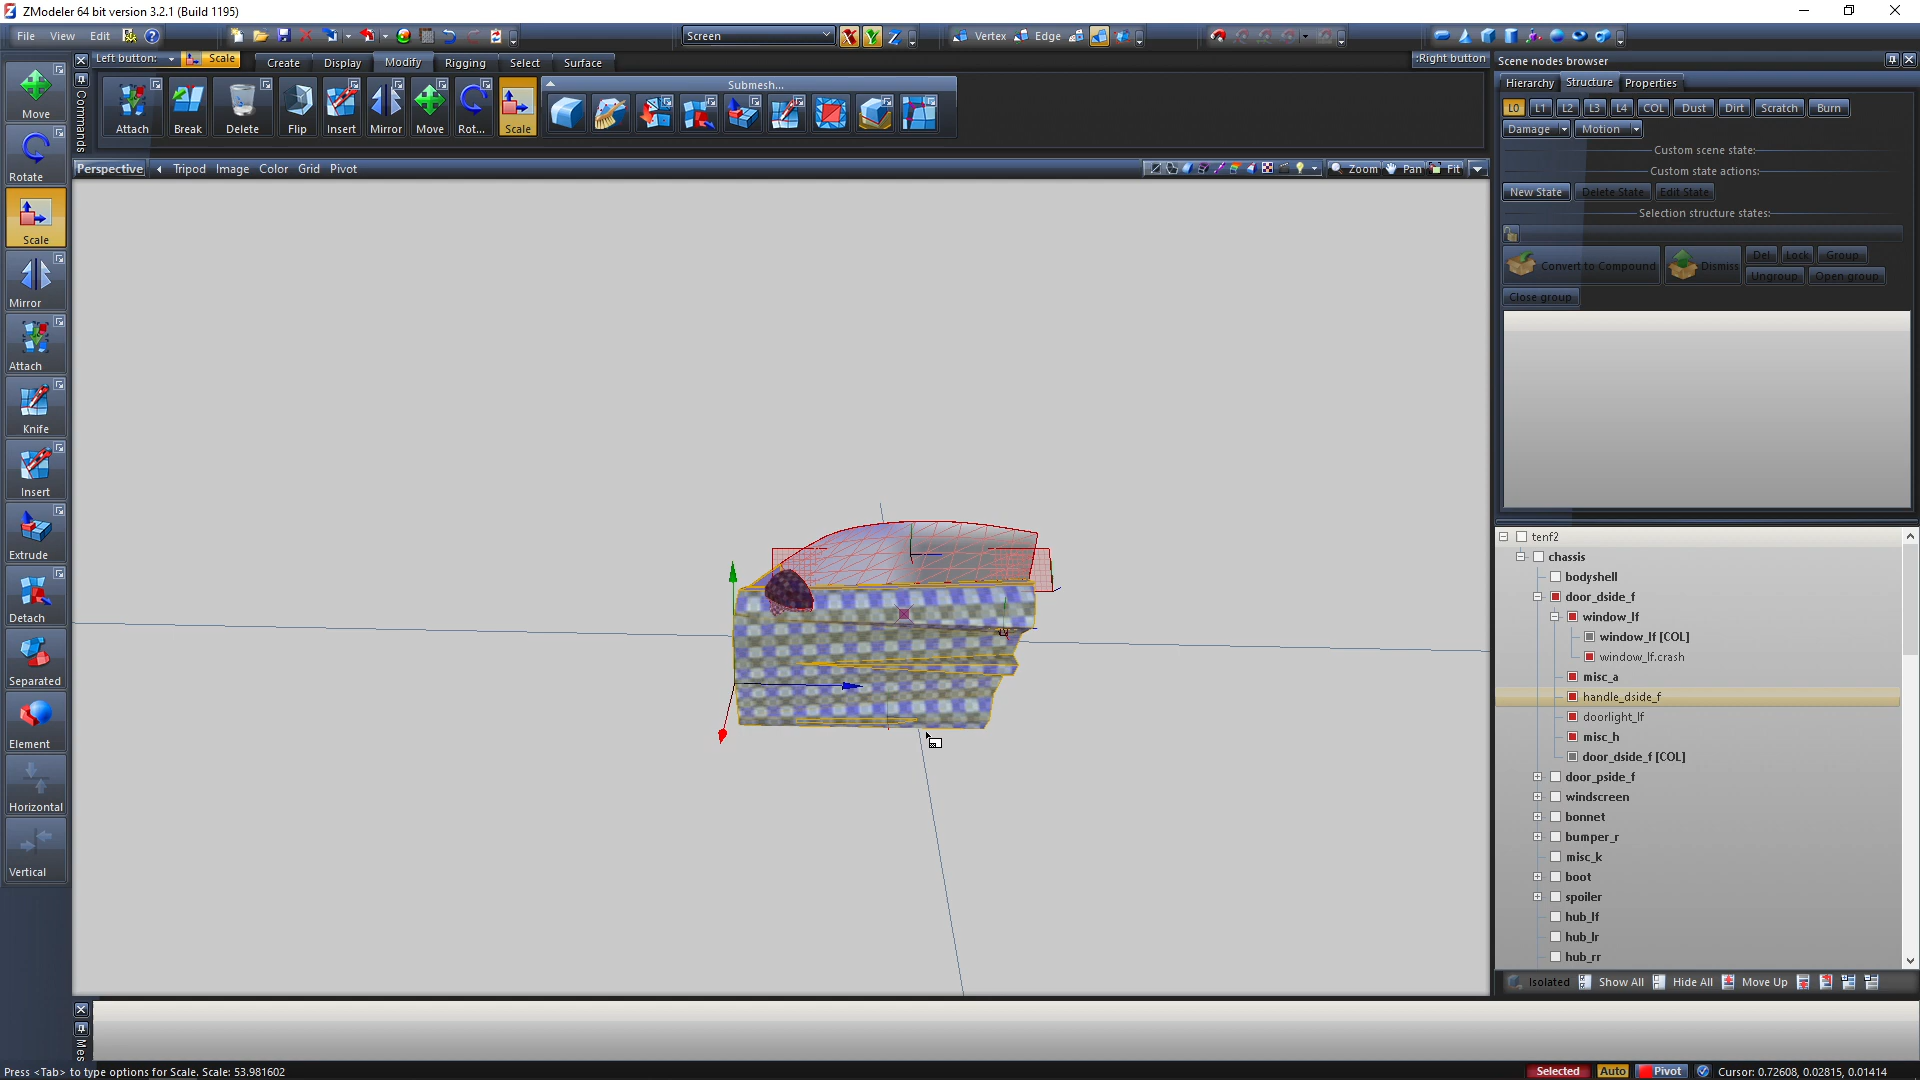 ZModeler 64 bit version 3.2.1 (Build 1195)
File View Edit
Screen
Vertex Edge
Left button: Scale Create Display Modify Rigging Select Surface :Right button
Scene nodes browser
Hierarchy Structure Properties
Submesh...
L0 L1 L2 L3 L4 COL Dust Dirt Scratch Burn
Move
Attach Break Delete Flip Insert Mirror Move Rot... Scale
Commands
Damage Motion
Custom scene state:
Perspective Tripod Image Color Grid Pivot Zoom Pan Fit
Custom state actions:
Rotate
New State Delete State Edit State
Selection structure states:
Scale
Convert to Compound Dismiss Del Lock Group
Ungroup Open group
Close group
Mirror
Attach
Knife
Insert
Extrude
Detach
Separated
Element
Horizontal
Vertical
tenf2
chassis
bodyshell
door_dside_f
window_lf
window_lf [COL]
window_lf.crash
misc_a
handle_dside_f
doorlight_lf
misc_h
door_dside_f [COL]
door_pside_f
windscreen
bonnet
bumper_r
misc_k
boot
spoiler
hub_lf
hub_lr
hub_rr
Isolated Show All Hide All Move Up
Mes
Press <Tab> to type options for Scale. Scale: 53.981602
Selected Auto Pivot Cursor: 0.72608, 0.02815, 0.01414